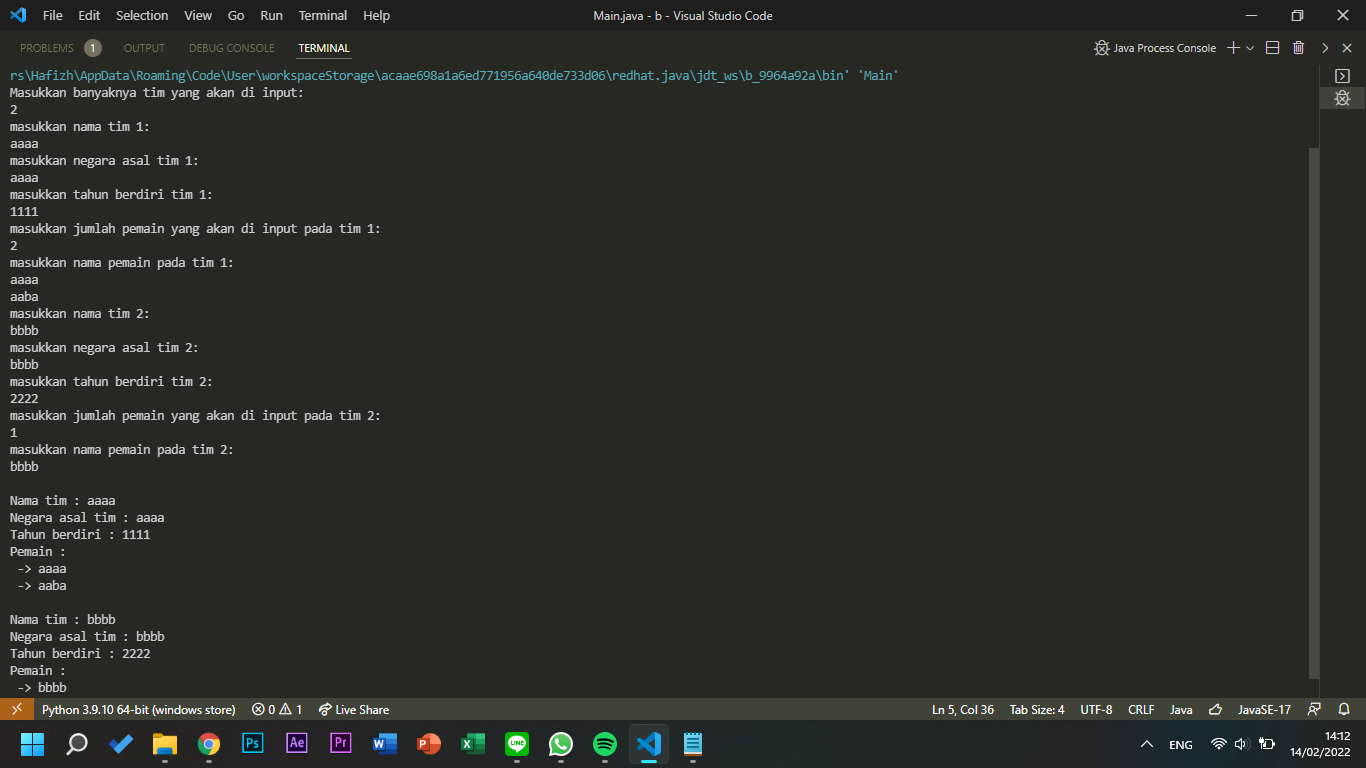 File Edit Selection View Go Run Terminal Help
Main.java - b - Visual Studio Code
PROBLEMS 1 OUTPUT DEBUG CONSOLE TERMINAL
Java Process Console
rs\Hafizh\AppData\Roaming\Code\User\workspaceStorage\acaae698a1a6ed771956a640de733d06\redhat.java\jdt_ws\b_9964a92a\bin' 'Main'
Masukkan banyaknya tim yang akan di input:
2
masukkan nama tim 1:
aaaa
masukkan negara asal tim 1:
aaaa
masukkan tahun berdiri tim 1:
1111
masukkan jumlah pemain yang akan di input pada tim 1:
2
masukkan nama pemain pada tim 1:
aaaa
aaba
masukkan nama tim 2:
bbbb
masukkan negara asal tim 2:
bbbb
masukkan tahun berdiri tim 2:
2222
masukkan jumlah pemain yang akan di input pada tim 2:
1
masukkan nama pemain pada tim 2:
bbbb
Nama tim : aaaa
Negara asal tim : aaaa
Tahun berdiri : 1111
Pemain :
-> aaaa
-> aaba
Nama tim : bbbb
Negara asal tim : bbbb
Tahun berdiri : 2222
Pemain :
-> bbbb
Python 3.9.10 64-bit (windows store) 0 1 Live Share
Ln 5, Col 36 Tab Size: 4 UTF-8 CRLF Java JavaSE-17
Ps Ae Pr W P X LINE
ENG
14:12
14/02/2022